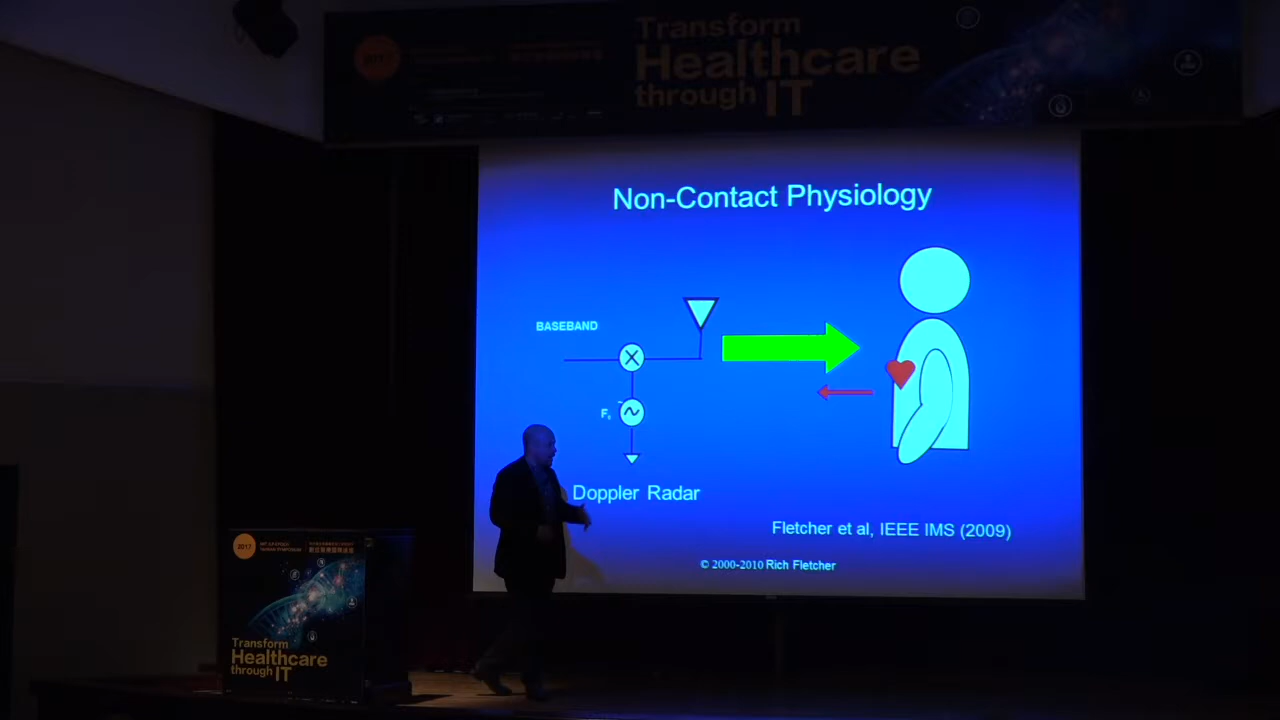 Transform
Healthcare
through IT
2017
Non-Contact Physiology
BASEBAND
Doppler Radar
Fletcher et al, IEEE IMS (2009)
© 2000-2010 Rich Fletcher
2017
Transform
Healthcare
through IT